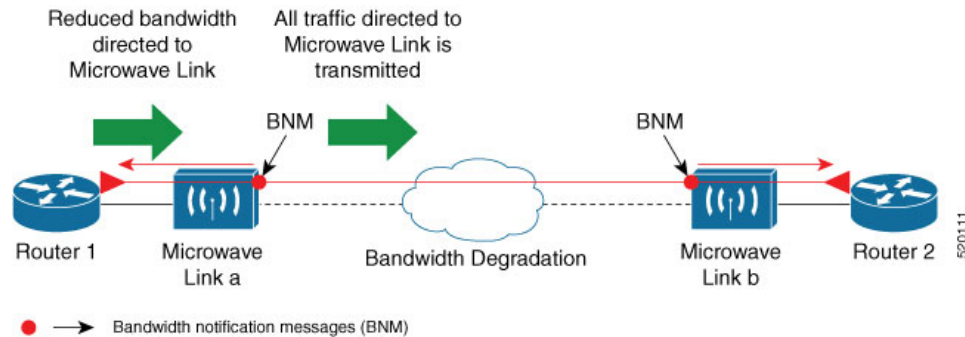 Reduced bandwidth
directed to
Microwave Link
All traffic directed to
Microwave Link is
transmitted
BNM
BNM
Router 1
Microwave
Link a
Bandwidth Degradation
Microwave
Link b
Router 2
520111
Bandwidth notification messages (BNM)